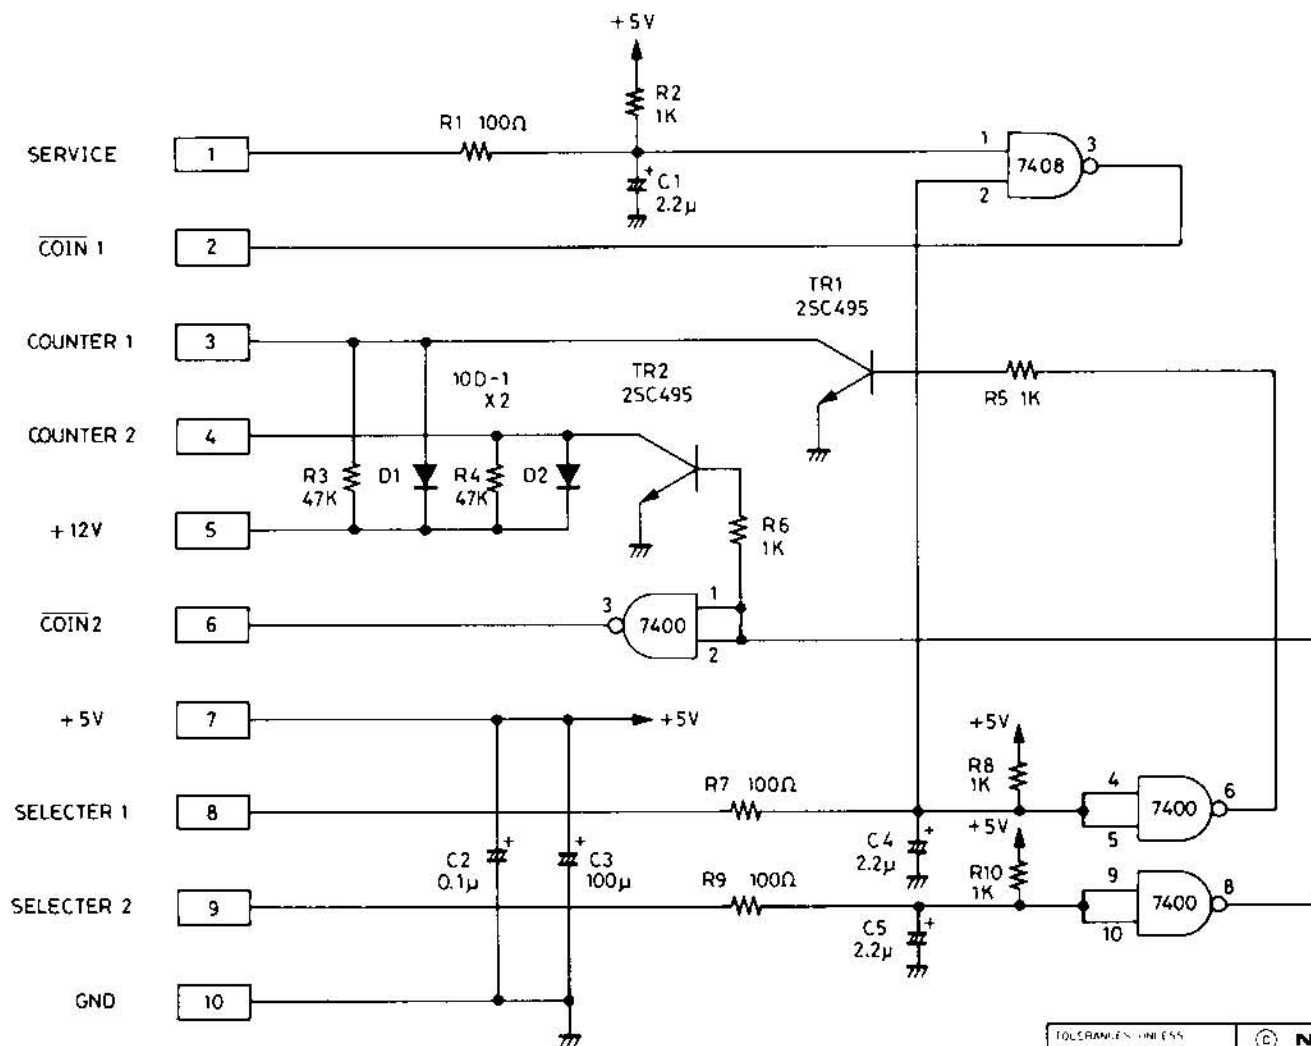 +5V
R2
1K
R1 100Ω
SERVICE
1
1
7408
3
2
+
C1
2.2μ
COIN 1
2
TR1
2SC495
COUNTER 1
3
TR2
2SC495
10D-1
X2
R5 1K
COUNTER 2
4
R3
47K
D1
R4
47K
D2
R6
1K
+12V
5
COIN2
6
3
7400
1
2
+5V
7
+5V
+5V
R8
1K
R7 100Ω
SELECTER 1
8
4
7400
6
5
+
C2
0.1μ
+
C3
100μ
C4
+
2.2μ
+5V
R10
1K
R9 100Ω
SELECTER 2
9
9
7400
8
10
C5
+
2.2μ
GND
10
TOLERANCES UNLESS
© N